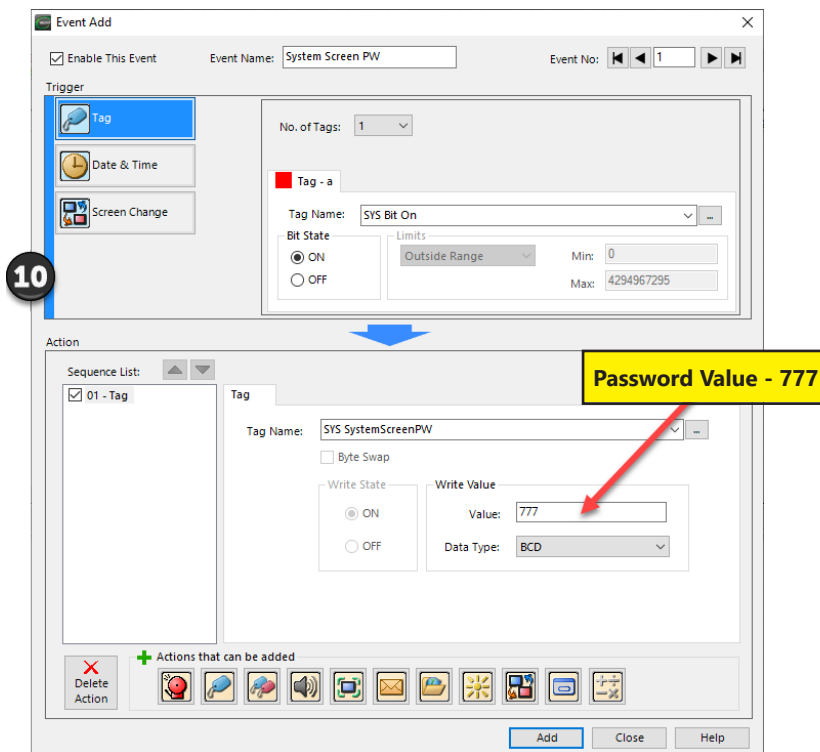 Event Add
Enable This Event Event Name: System Screen PW Event No: 1
Trigger
Tag
No. of Tags: 1
Date & Time
Tag - a
Screen Change
Tag Name: SYS Bit On ...
Bit State Limits
ON Outside Range Min: 0
10
OFF Max: 4294967295
Action
Sequence List:
Password Value - 777
01 - Tag Tag
Tag Name: SYS SystemScreenPW ...
Byte Swap
Write State Write Value
ON Value: 777
OFF Data Type: BCD
Actions that can be added
Delete
Action
Add Close Help